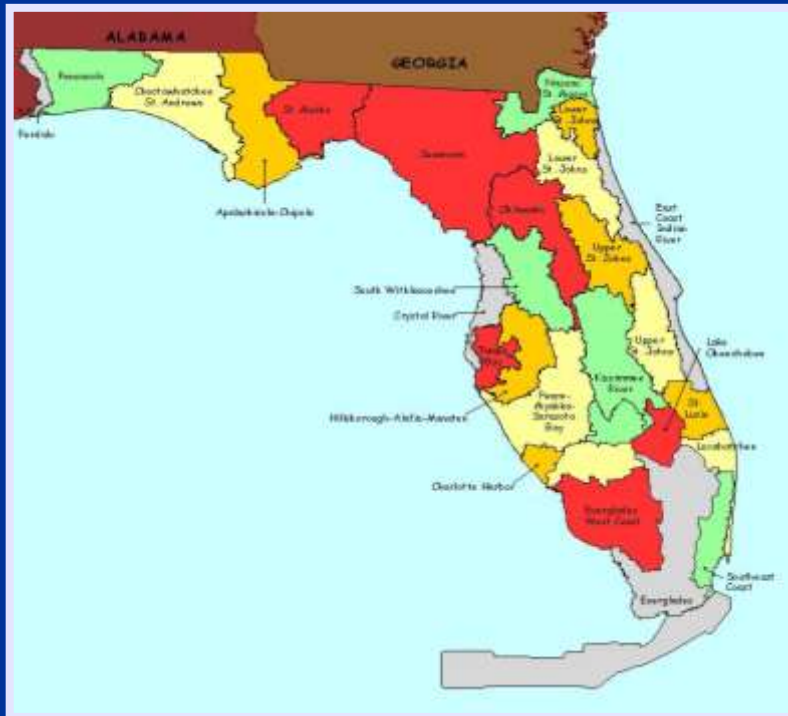 ALABAMA
GEORGIA
Pensacola
Choctawhatchee
St. Andrews
St. Marks
Perdido
Suwannee
Lower
St. Johns
Lower
St. Johns
Apalachicola-Chipola
Ocklawaha
East
Coast
Indian
River
Upper
St. Johns
South Withlacoochee
Crystal River
Upper
St. Johns
Lake
Okeechobee
Tampa
Bay
Kissimmee
River
Peace-
Myakka-
Sarasota
Bay
St.
Lucie
Hillsborough-Alafia-Manatee
Loxahatchee
Charlotte Harbor
Everglades
West Coast
Southeast
Coast
Everglades